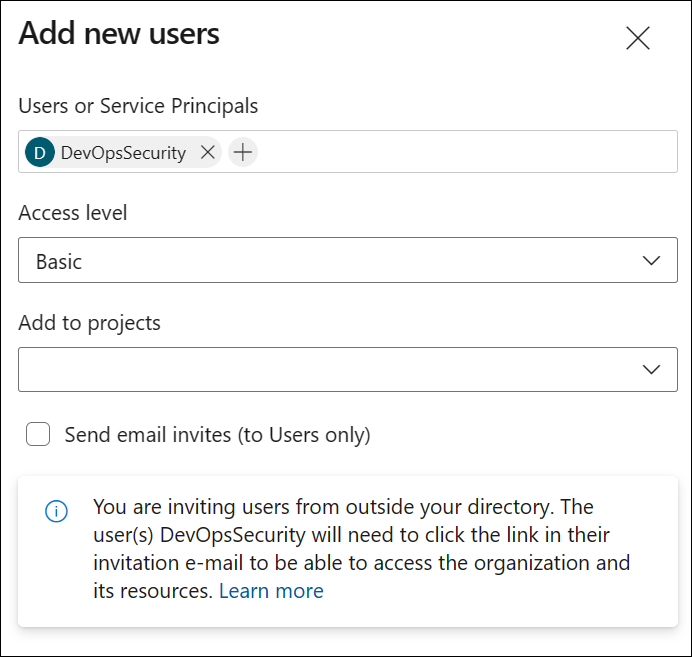 Add new users
Users or Service Principals
D DevOpsSecurity
Access level
Basic
Add to projects
Send email invites (to Users only)
You are inviting users from outside your directory. The
user(s) DevOpsSecurity will need to click the link in their
invitation e-mail to be able to access the organization and
its resources. Learn more